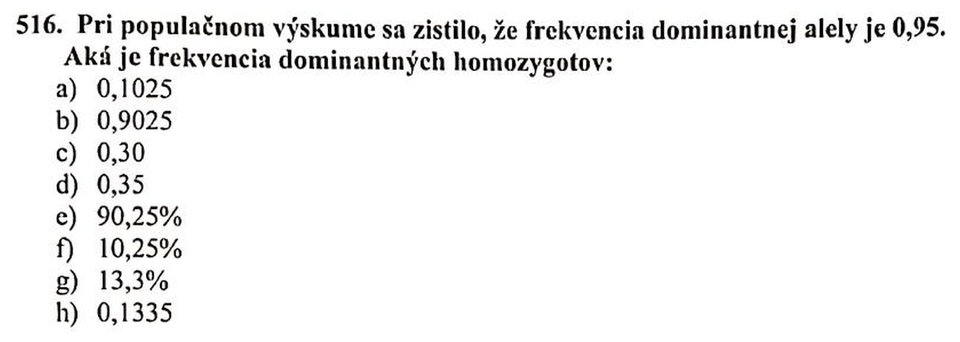 516. Pri populačnom výskume sa zistilo, že frekvencia dominantnej alely je 0,95.
Aká je frekvencia dominantných homozygotov:
a) 0,1025
b) 0,9025
c) 0,30
d) 0,35
e) 90,25%
f) 10,25%
g) 13,3%
h) 0,1335